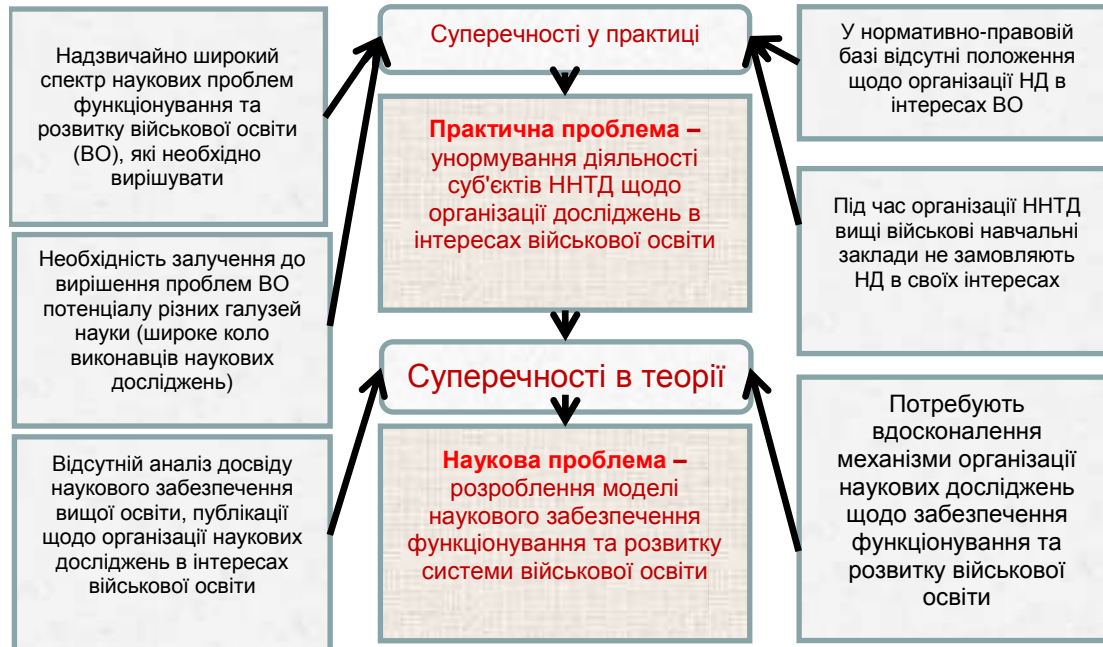 Надзвичайно широкий
спектр наукових проблем
функціонування та
розвитку військової освіти
(ВО), які необхідно
вирішувати
Необхідність залучення до
вирішення проблем ВО
потенціалу різних галузей
науки (широке коло
виконавців наукових
досліджень)
Відсутній аналіз досвіду
наукового забезпечення
вищої освіти, публікації
щодо організації наукових
досліджень в інтересах
військової освіти
Суперечності у практиці
Практична проблема –
унормування діяльності
суб'єктів ННТД щодо
організації досліджень в
інтересах військової освіти
Суперечності в теорії
Наукова проблема –
розроблення моделі
наукового забезпечення
функціонування та розвитку
системи військової освіти
У нормативно-правовій
базі відсутні положення
щодо організації НД в
інтересах ВО
Під час організації ННТД
вищі військові навчальні
заклади не замовляють
НД в своїх інтересах
Потребують
вдосконалення
механізми організації
наукових досліджень
щодо забезпечення
функціонування та
розвитку військової
освіти